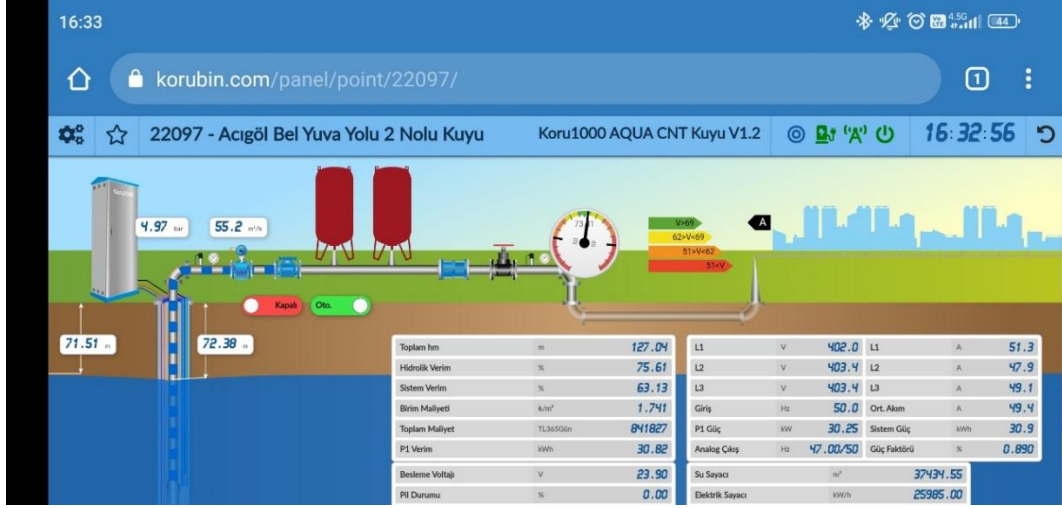 16:33
4.5G
44
korubin.com/panel/point/22097/
1
22097 - Acıgöl Bel Yuva Yolu 2 Nolu Kuyu Koru1000 AQUA CNT Kuyu V1.2 16:32:56
4.97 bar 55.2 m³/h
V>69
62>V<69
51>V<62
51<V
A
Kapalı Oto.
71.51 m 72.38 m
Toplam hm m 127.04 L1 V 402.0 L1 A 51.3
Hidrolik Verim % 75.61 L2 V 403.4 L2 A 47.9
Sistem Verim % 63.13 L3 V 403.4 L3 A 49.1
Birim Maliyeti ₺/m³ 1.741 Giriş Hz 50.0 Ort. Akım A 49.4
Toplam Maliyet TL365Gün 841827 P1 Güç kW 30.25 Sistem Güç kWh 30.9
P1 Verim kWh 30.82 Analog Çıkış Hz 47.00/50 Güç Faktörü % 0.890
Besleme Voltajı V 23.90 Su Sayacı m³ 37434.55
Pil Durumu % 0.00 Elektrik Sayacı kW/h 25985.00